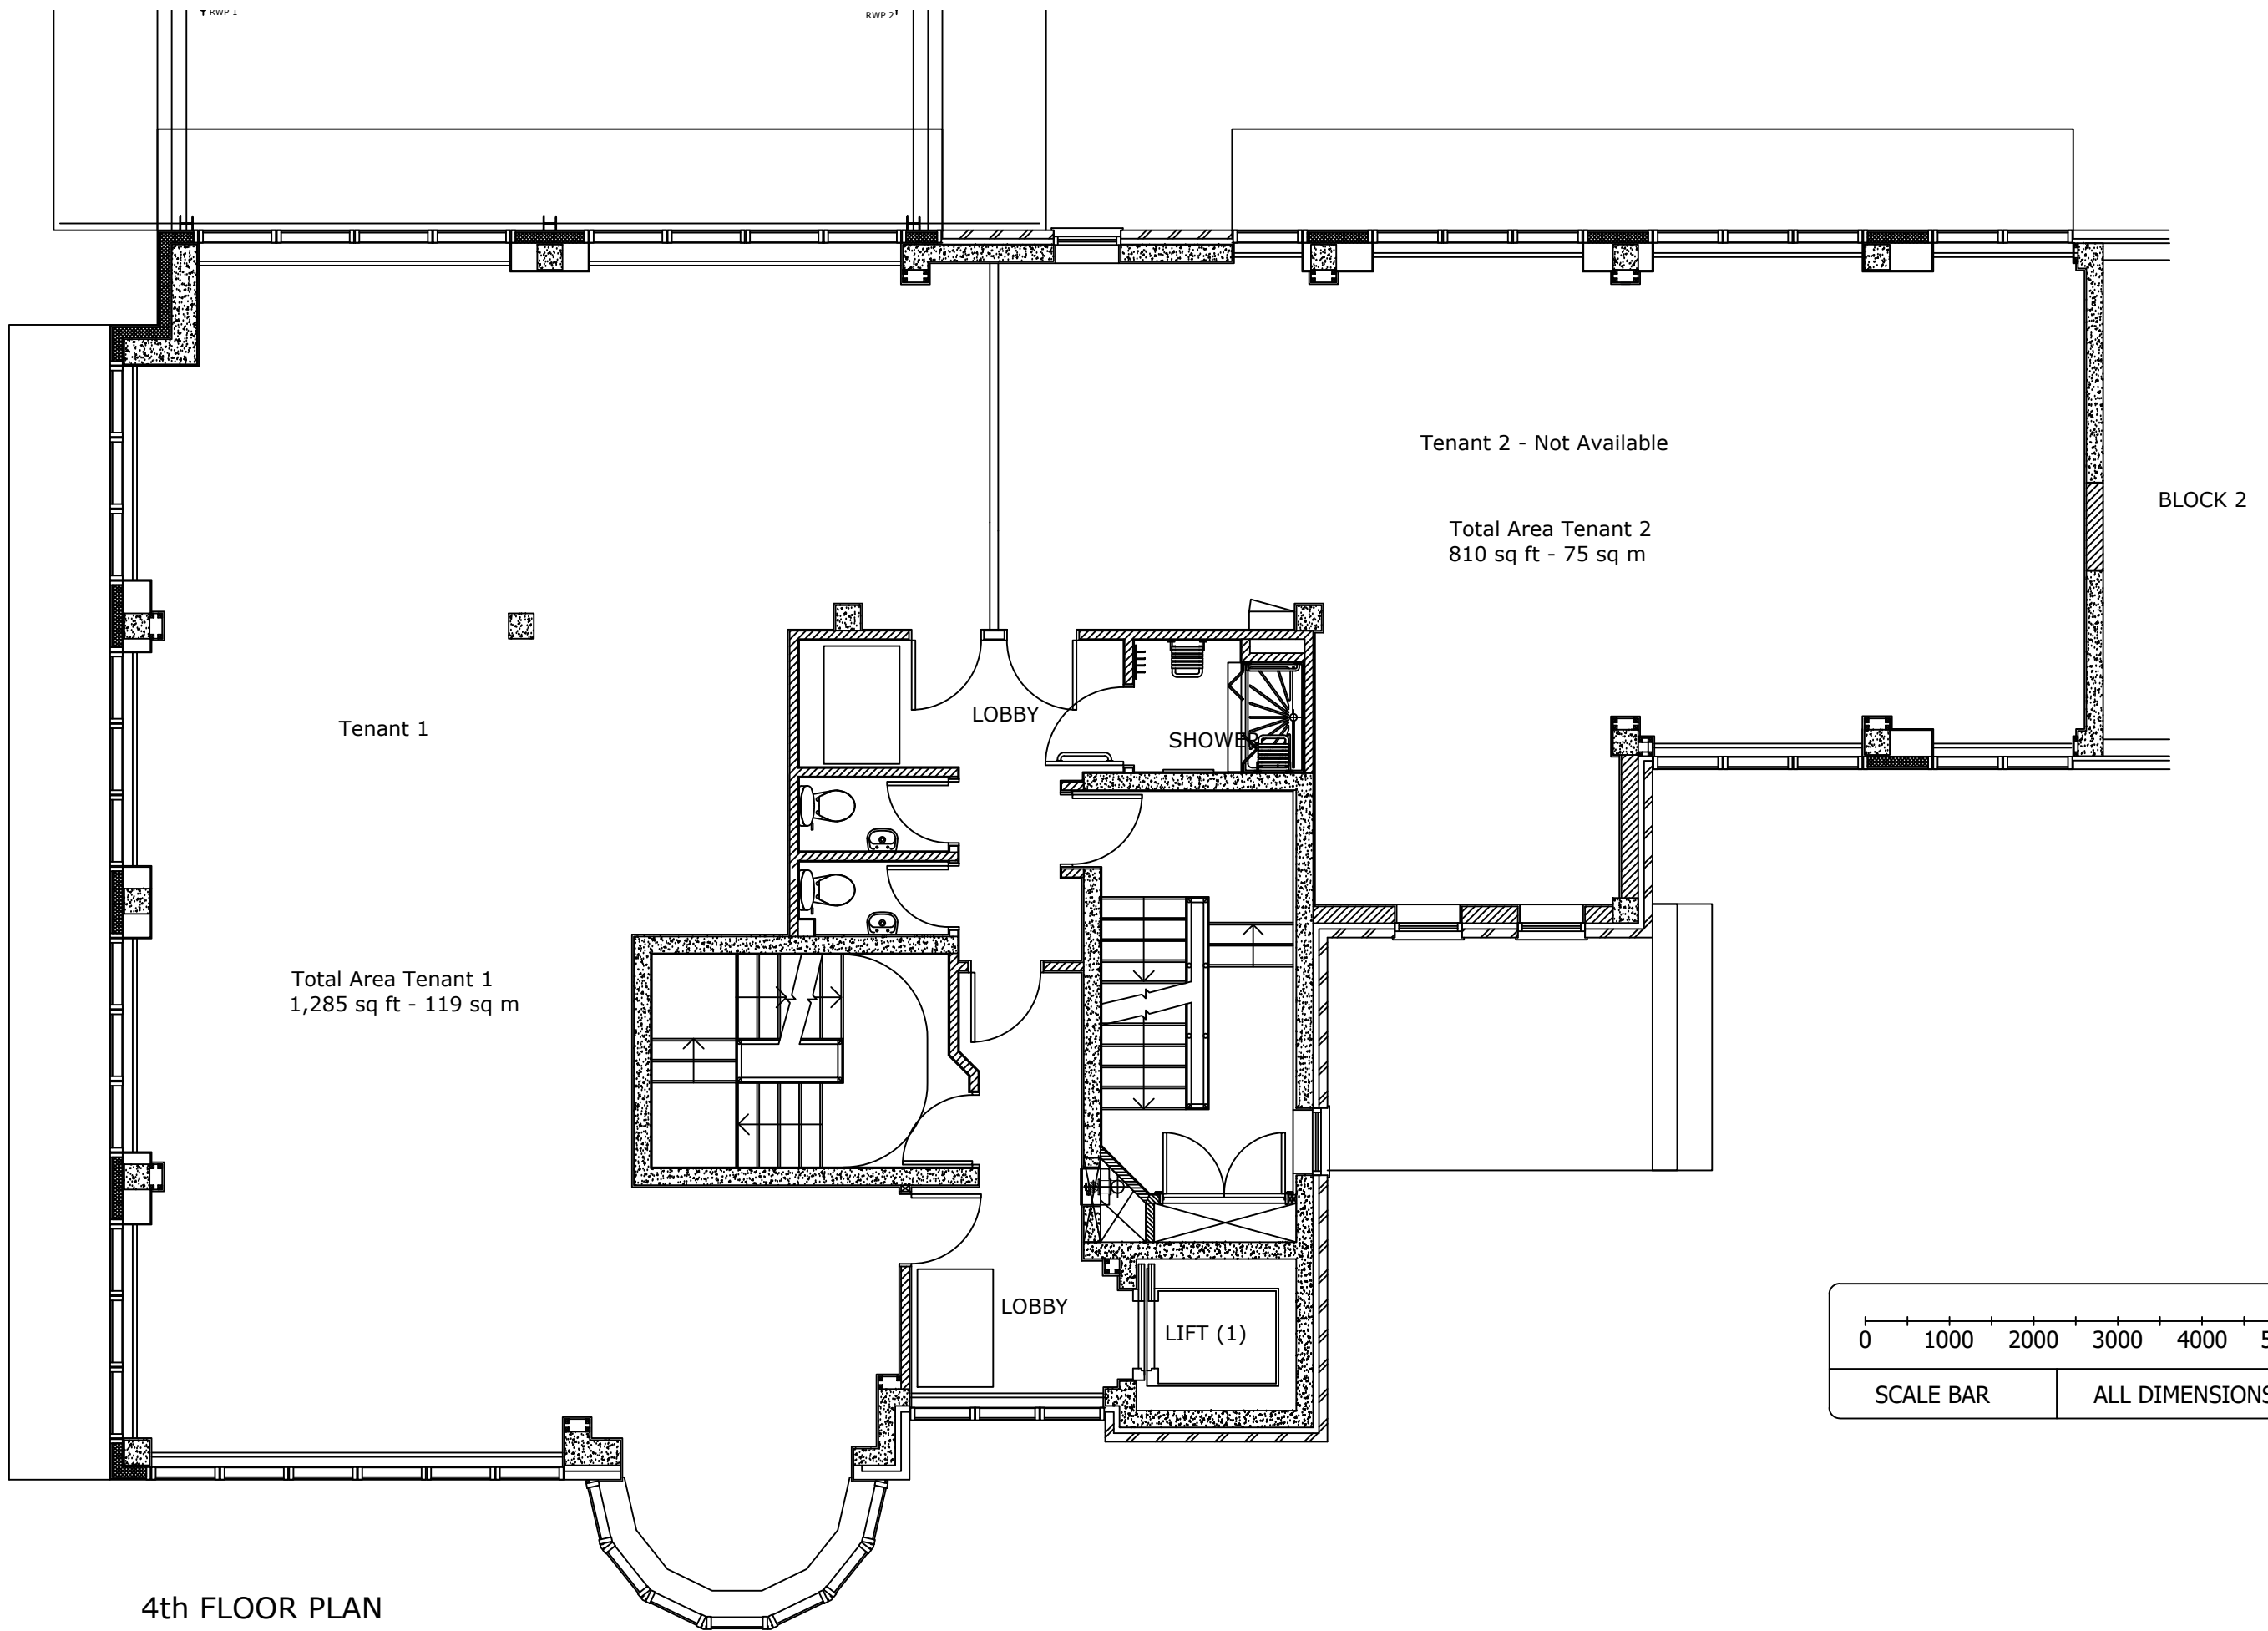 RWP 1
RWP 2
Tenant 2 - Not Available
BLOCK 2
Total Area Tenant 2
810 sq ft - 75 sq m
LOBBY
Tenant 1
SHOWER
Total Area Tenant 1
1,285 sq ft - 119 sq m
LOBBY
LIFT (1)
0 1000 2000 3000 4000
SCALE BAR
ALL DIMENSIONS
4th FLOOR PLAN